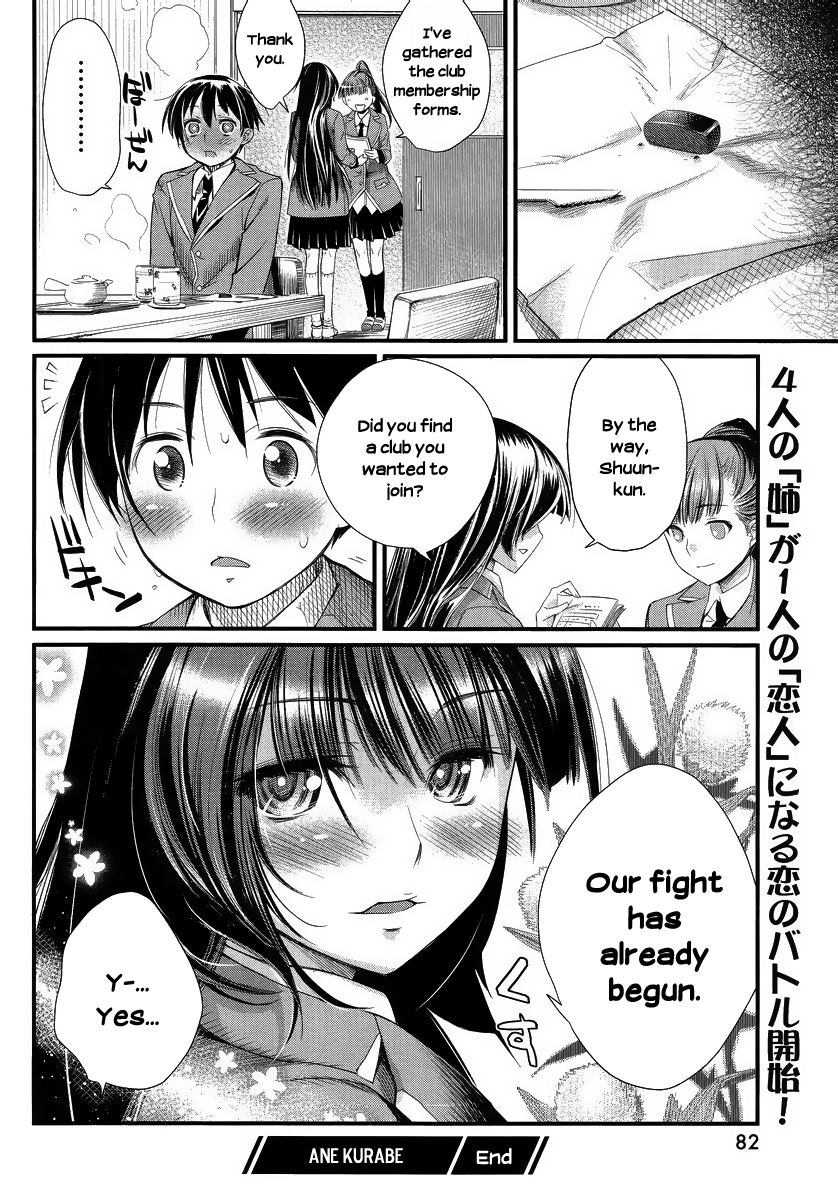 I've
gathered
the club
membership
forms.
Thank
you.
.........
ぼーぜん
By the
way,
Shuun-
kun.
Did you find
a club you
wanted to
join?
ドキン
4人の「姉」が1人の「恋人」になる恋のバトル開始!
Our fight
has
already
begun.
くす
Y-...
Yes...
82
ANE KURABE
End